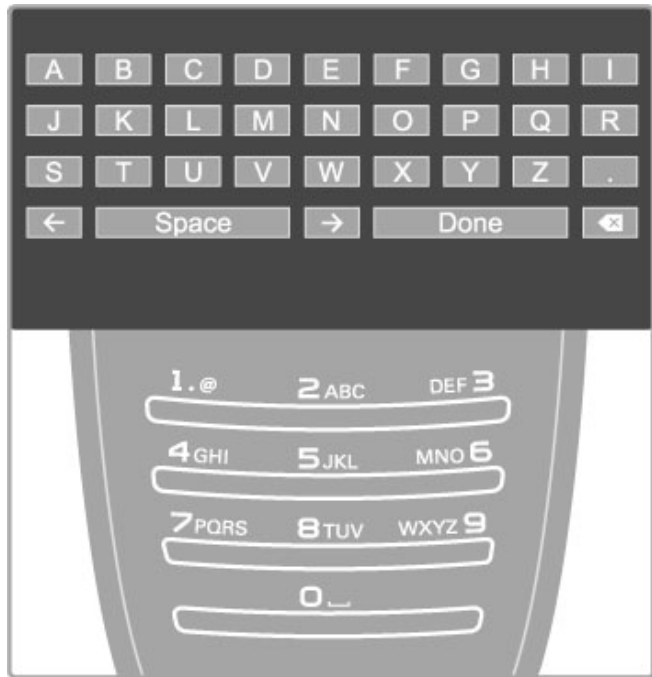 A B C D E F G H I
J K L M N O P Q R
S T U V W X Y Z .
← Space → Done ⌫
1.@ 2ABC DEF3
4GHI 5JKL MNO6
7PQRS 8TUV WXYZ9
0⎵